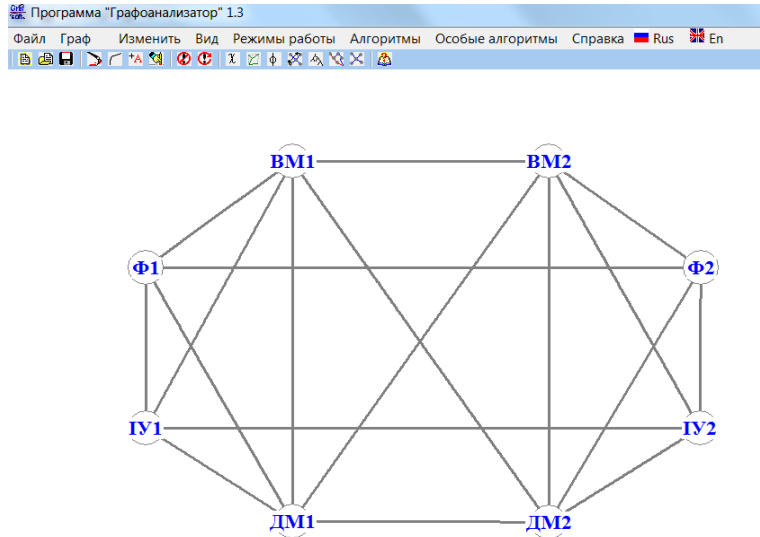 Программа "Графоанализатор" 1.3
Файл Граф Изменить Вид Режимы работы Алгоритмы Особые алгоритмы Справка Rus En
ВМ1 ВМ2
Ф1 Ф2
ІУ1 ІУ2
ДМ1 ДМ2